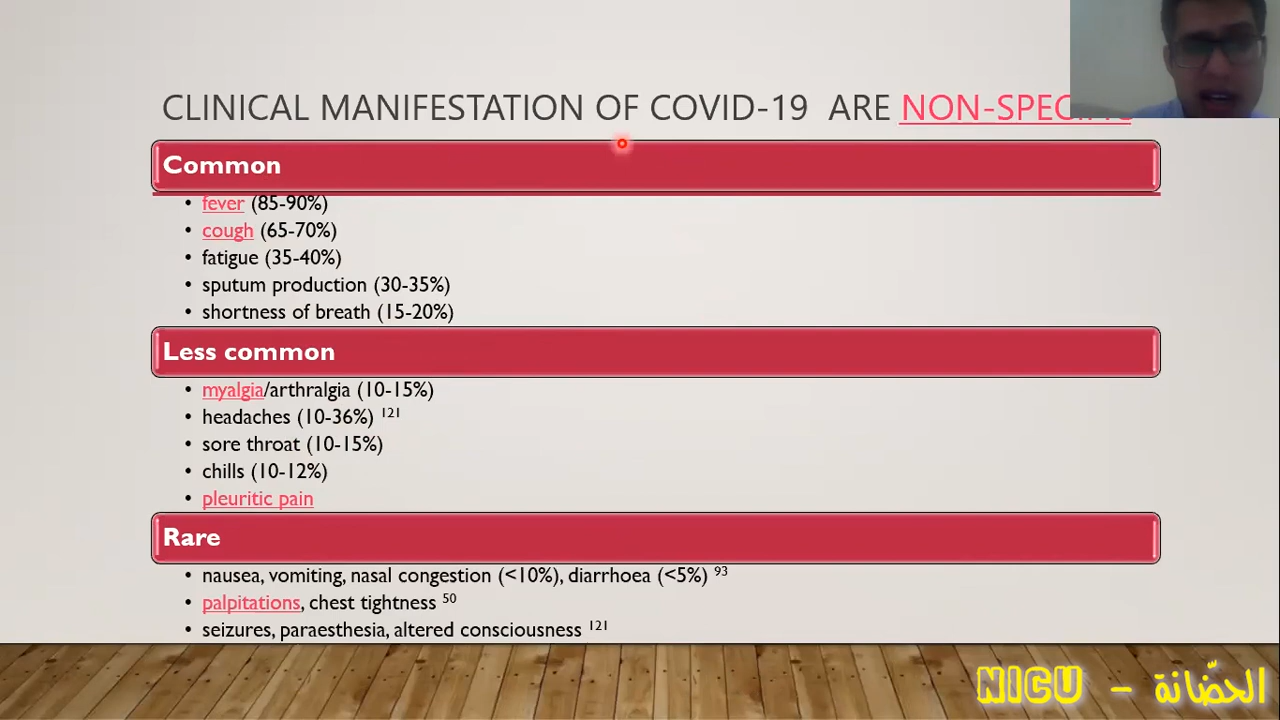 CLINICAL MANIFESTATION OF COVID-19 ARE
Common
• fever (85-90%)
• cough (65-70%)
• fatigue (35-40%)
• sputum production (30-35%)
• shortness of breath (15-20%)
Less common
• myalgia/arthralgia (10-15%)
• headaches (10-36%) 121
• sore throat (10-15%)
• chills (10-12%)
• pleuritic pain
Rare
• nausea, vomiting, nasal congestion (<10%), diarrhoea (<5%) 93
• palpitations, chest tightness 50
• seizures, paraesthesia, altered consciousness 121
NICU - الحضّانة